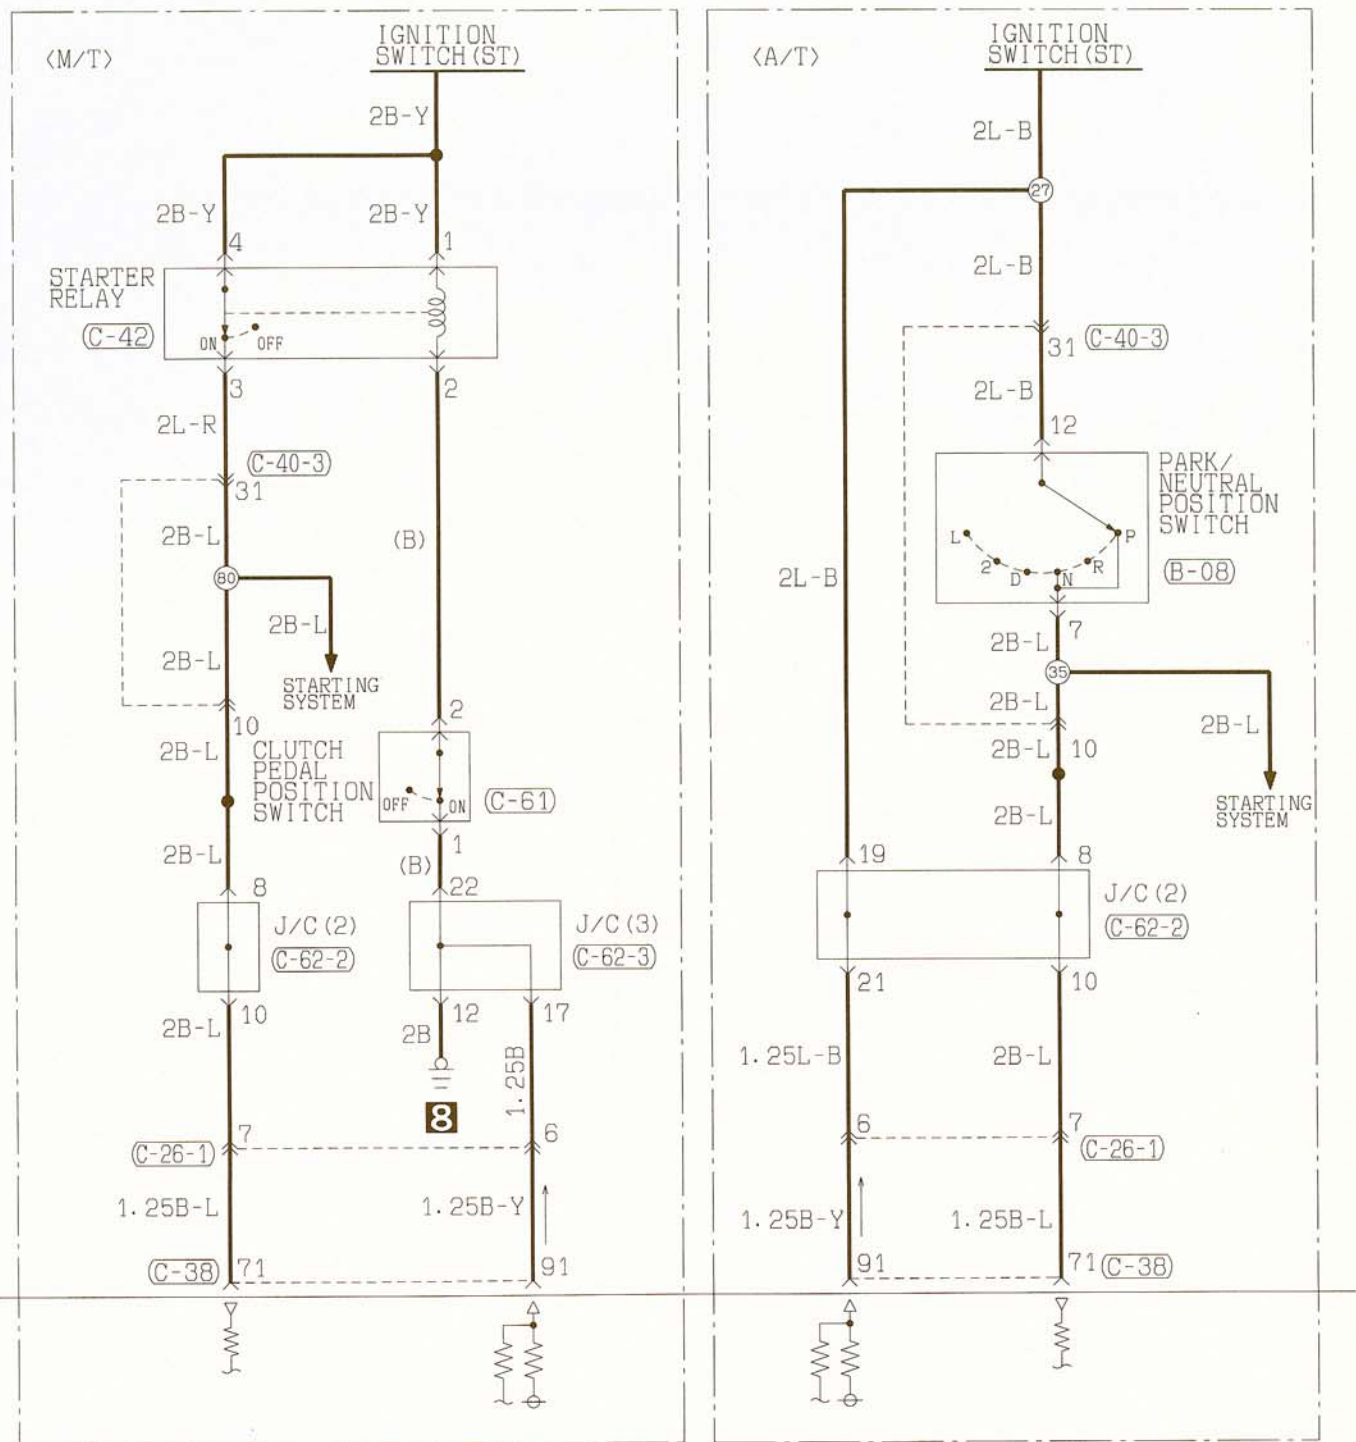 〈M/T〉
IGNITION
SWITCH(ST)
2B-Y
2B-Y
2B-Y
4
1
STARTER
RELAY
(C-42)
ON
OFF
3
2
2L-R
(C-40-3)
31
2B-L
(B)
80
2B-L
2B-L
STARTING
SYSTEM
10
2
2B-L
CLUTCH
PEDAL
POSITION
SWITCH
OFF
ON
(C-61)
1
2B-L
(B)
8
22
J/C(2)
(C-62-2)
J/C(3)
(C-62-3)
10
12
17
2B-L
2B
1.25B
8
7
6
(C-26-1)
1.25B-L
1.25B-Y
(C-38)
71
91
〈A/T〉
IGNITION
SWITCH(ST)
2L-B
27
2L-B
(C-40-3)
31
2L-B
12
PARK/
NEUTRAL
POSITION
SWITCH
(B-08)
L
2
D
N
R
P
2L-B
7
2B-L
35
2B-L
2B-L
2B-L
10
STARTING
SYSTEM
2B-L
19
8
J/C(2)
(C-62-2)
21
10
1.25L-B
2B-L
6
7
(C-26-1)
1.25B-Y
1.25B-L
91
71
(C-38)